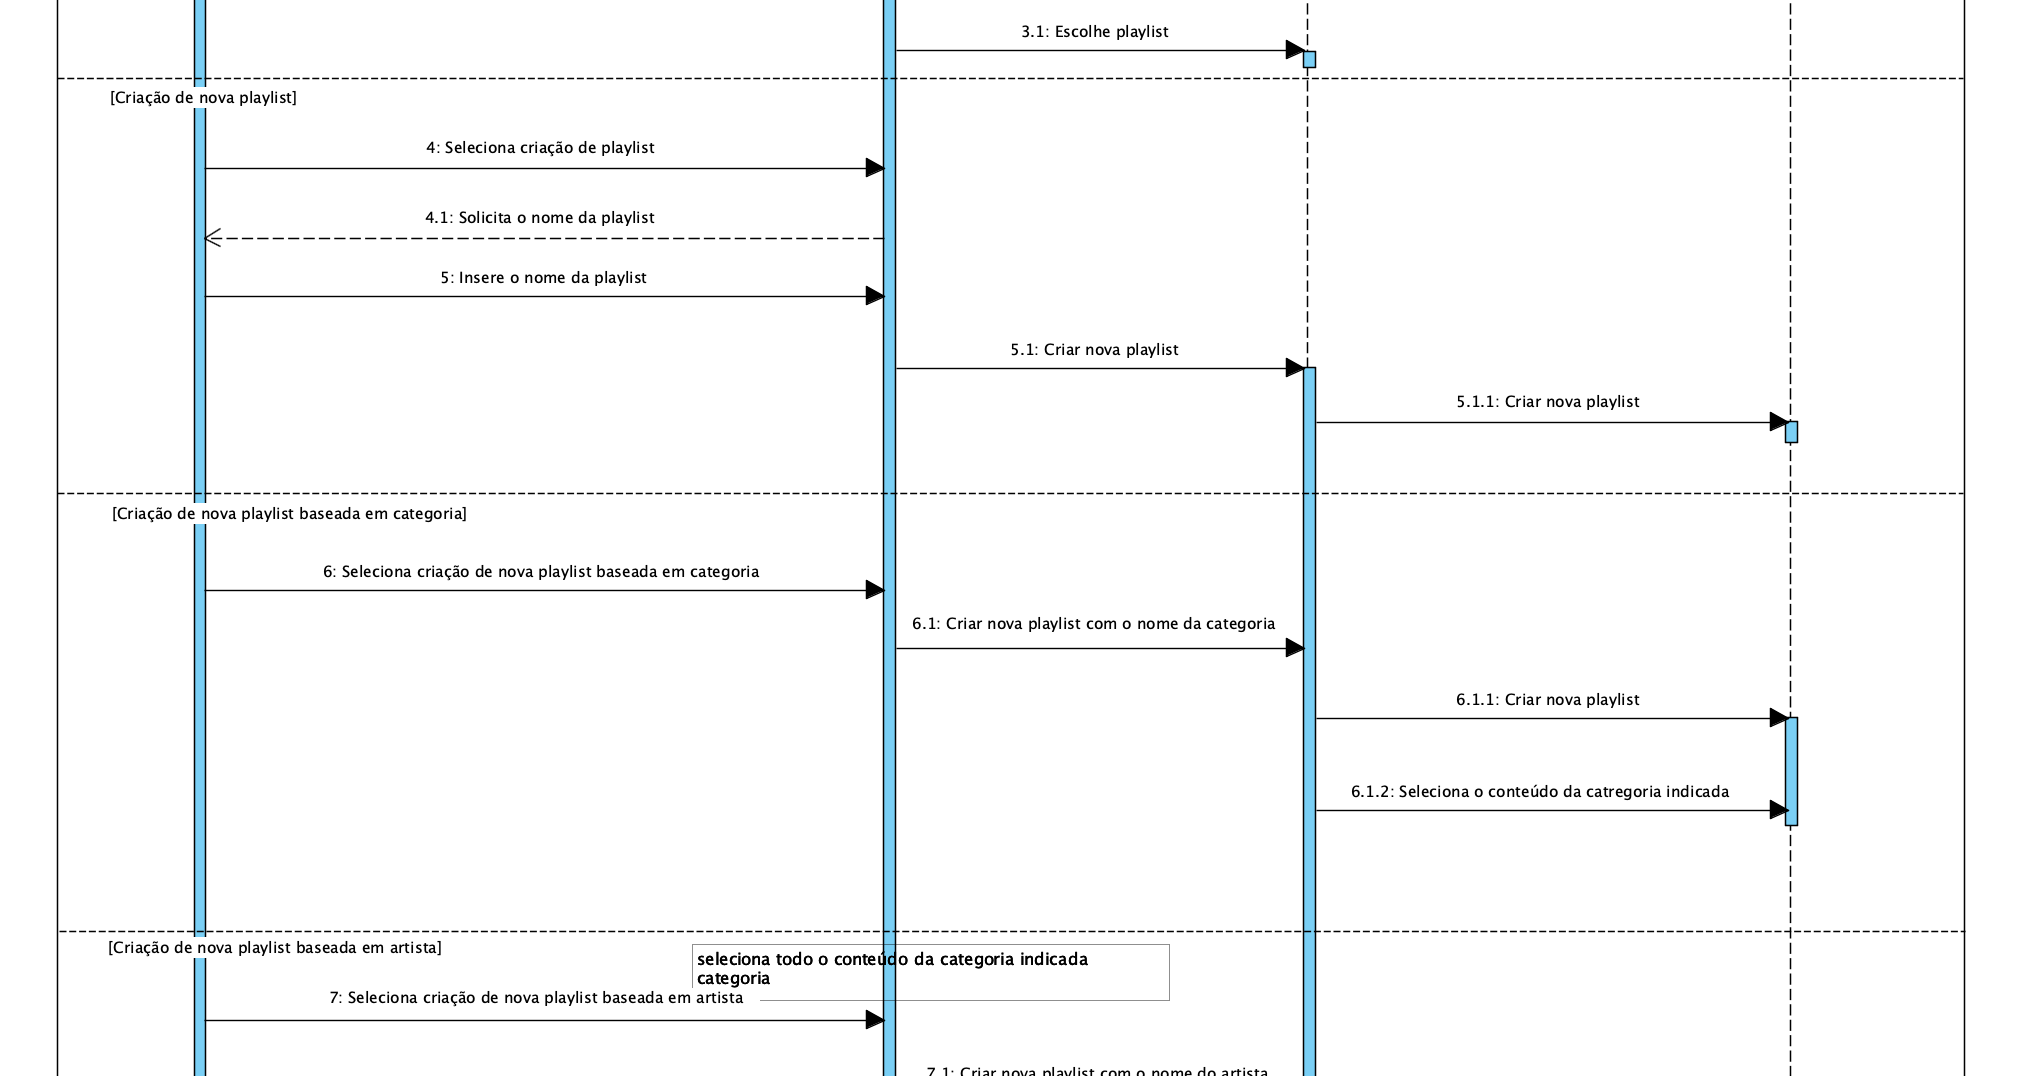 3.1: Escolhe playlist
[Criação de nova playlist]
4: Seleciona criação de playlist
4.1: Solicita o nome da playlist
5: Insere o nome da playlist
5.1: Criar nova playlist
5.1.1: Criar nova playlist
[Criação de nova playlist baseada em categoria]
6: Seleciona criação de nova playlist baseada em categoria
6.1: Criar nova playlist com o nome da categoria
6.1.1: Criar nova playlist
6.1.2: Seleciona o conteúdo da catregoria indicada
[Criação de nova playlist baseada em artista]
seleciona todo o conteúdo da categoria indicada
categoria
7: Seleciona criação de nova playlist baseada em artista
7.1: Criar nova playlist com o nome do artista